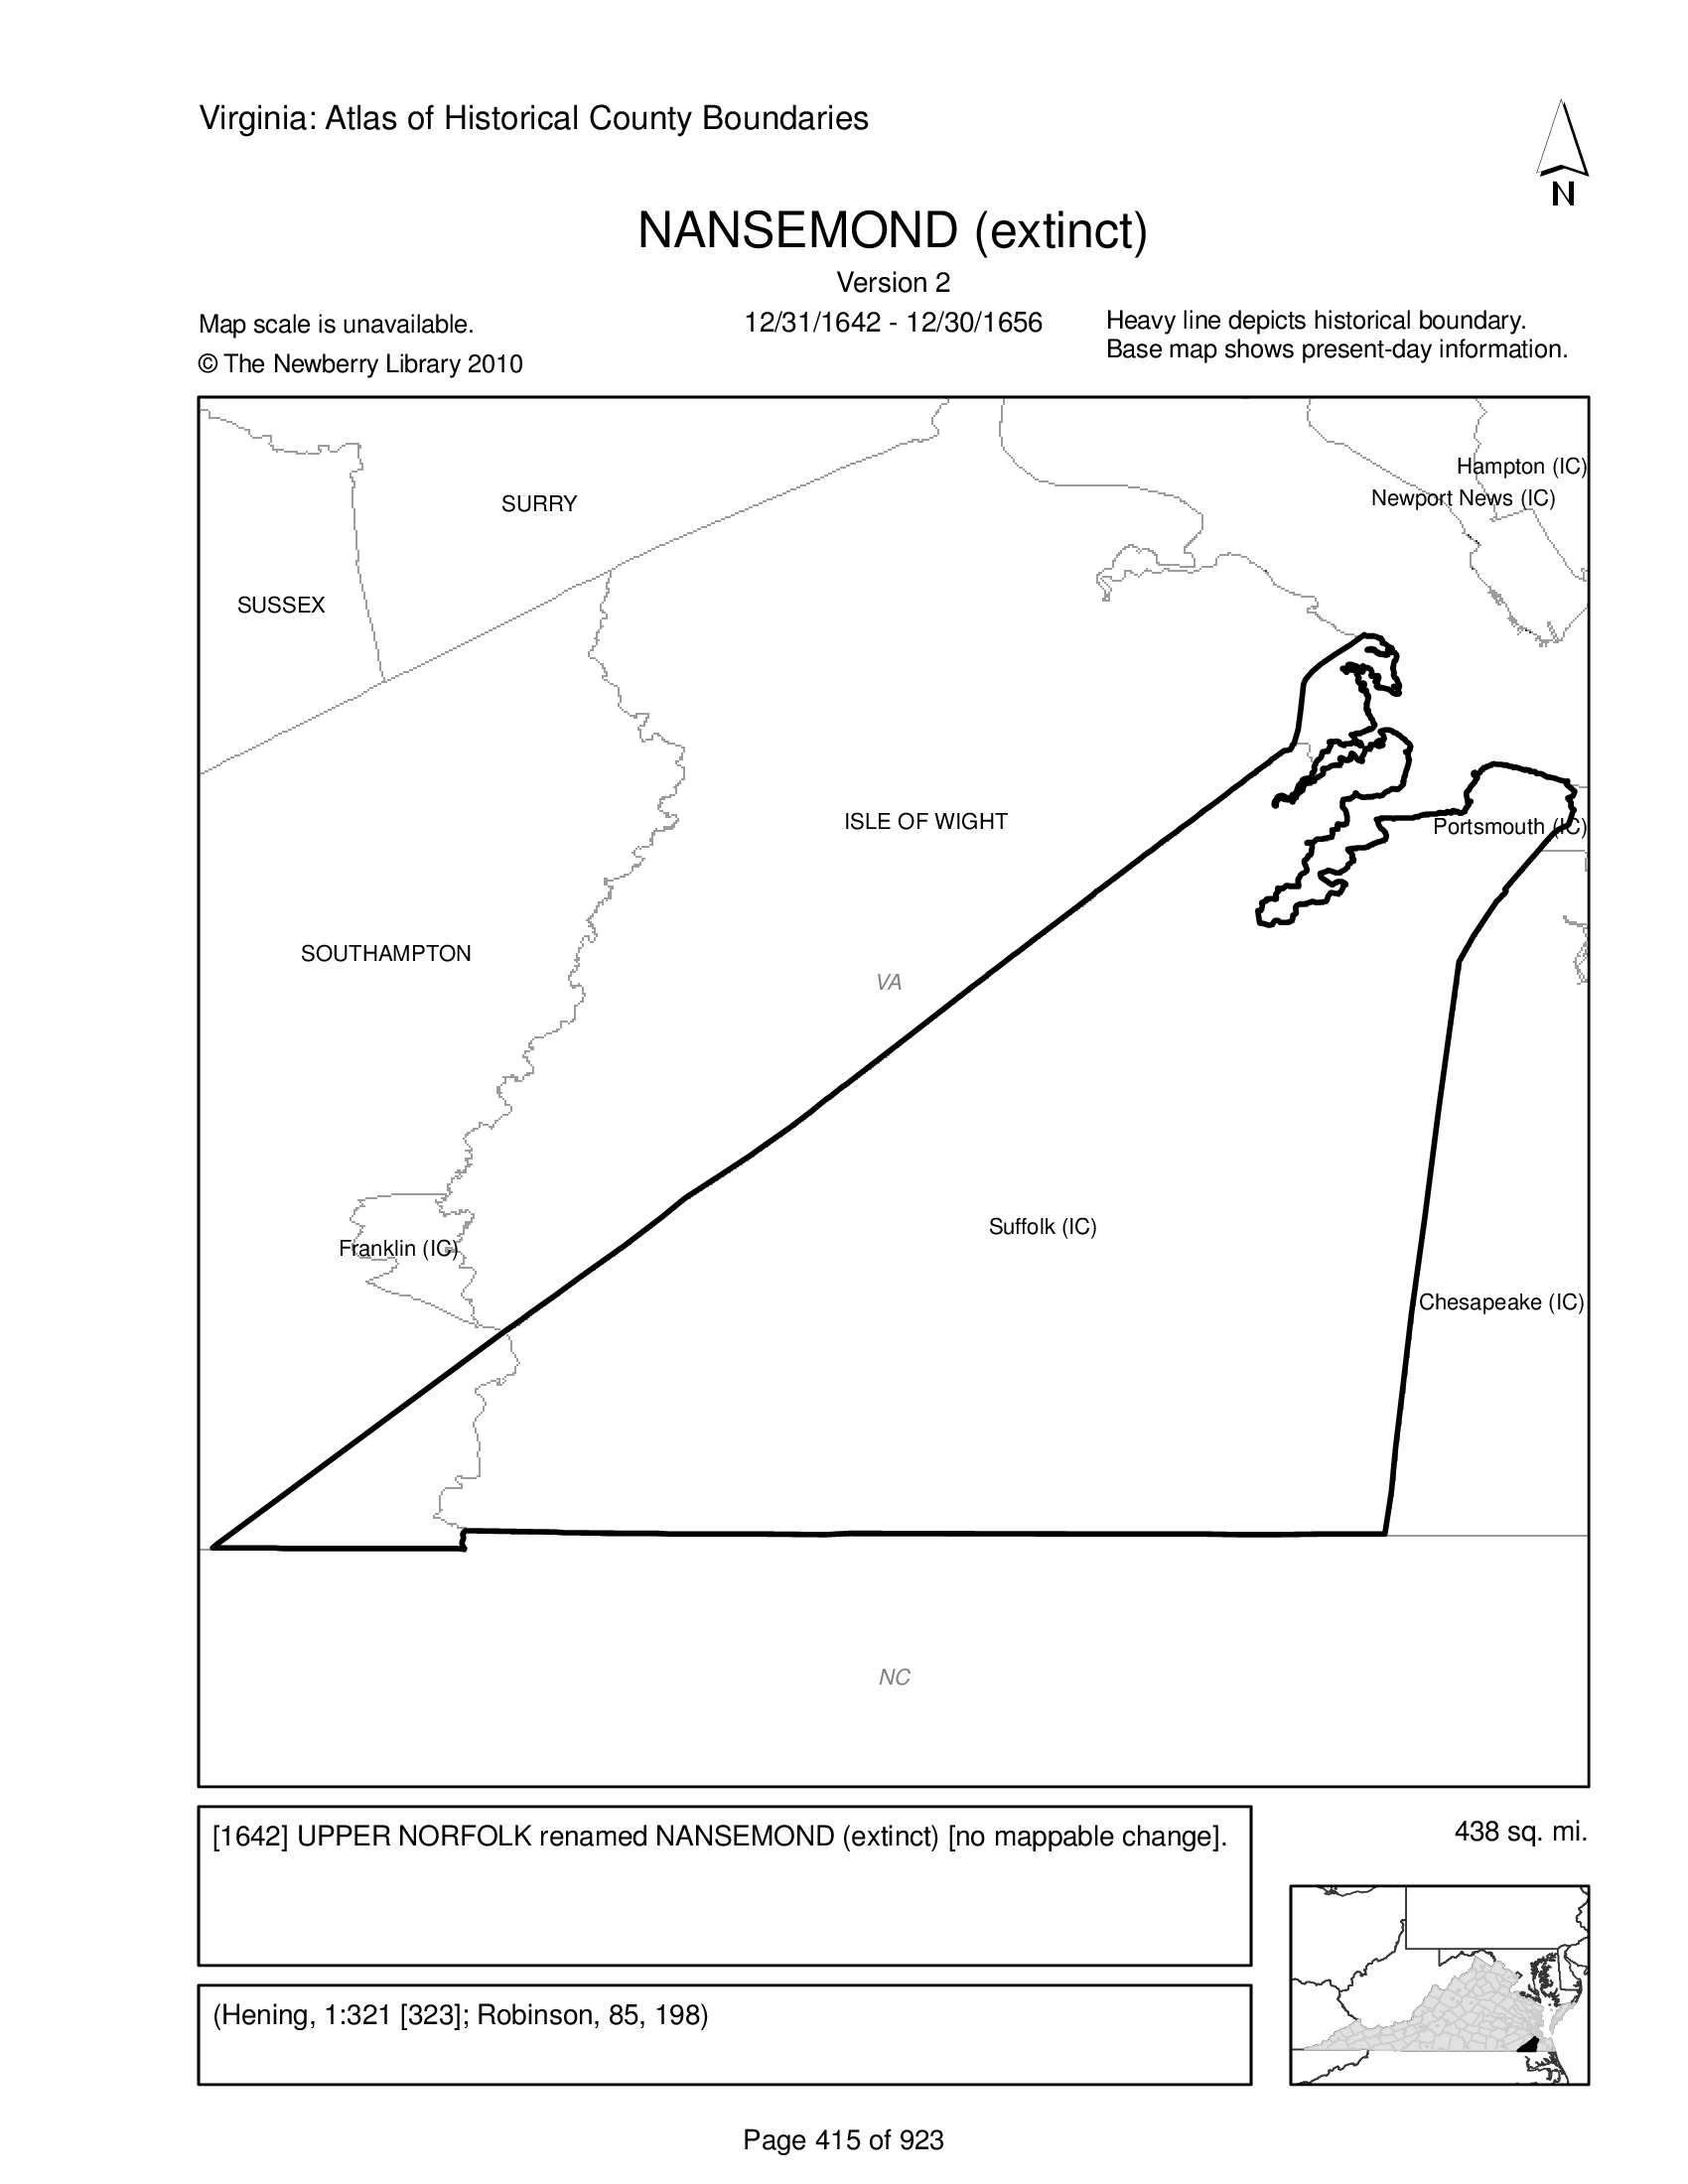 Virginia: Atlas of Historical County Boundaries
N
NANSEMOND (extinct)
Version 2
Map scale is unavailable.
12/31/1642 - 12/30/1656
Heavy line depicts historical boundary.
Base map shows present-day information.
© The Newberry Library 2010
Hampton (IC)
Newport News (IC)
SURRY
SUSSEX
ISLE OF WIGHT
Portsmouth (IC)
SOUTHAMPTON
VA
Suffolk (IC)
Franklin (IC)
Chesapeake (IC)
NC
[1642] UPPER NORFOLK renamed NANSEMOND (extinct) [no mappable change].
438 sq. mi.
(Hening, 1:321 [323]; Robinson, 85, 198)
Page 415 of 923